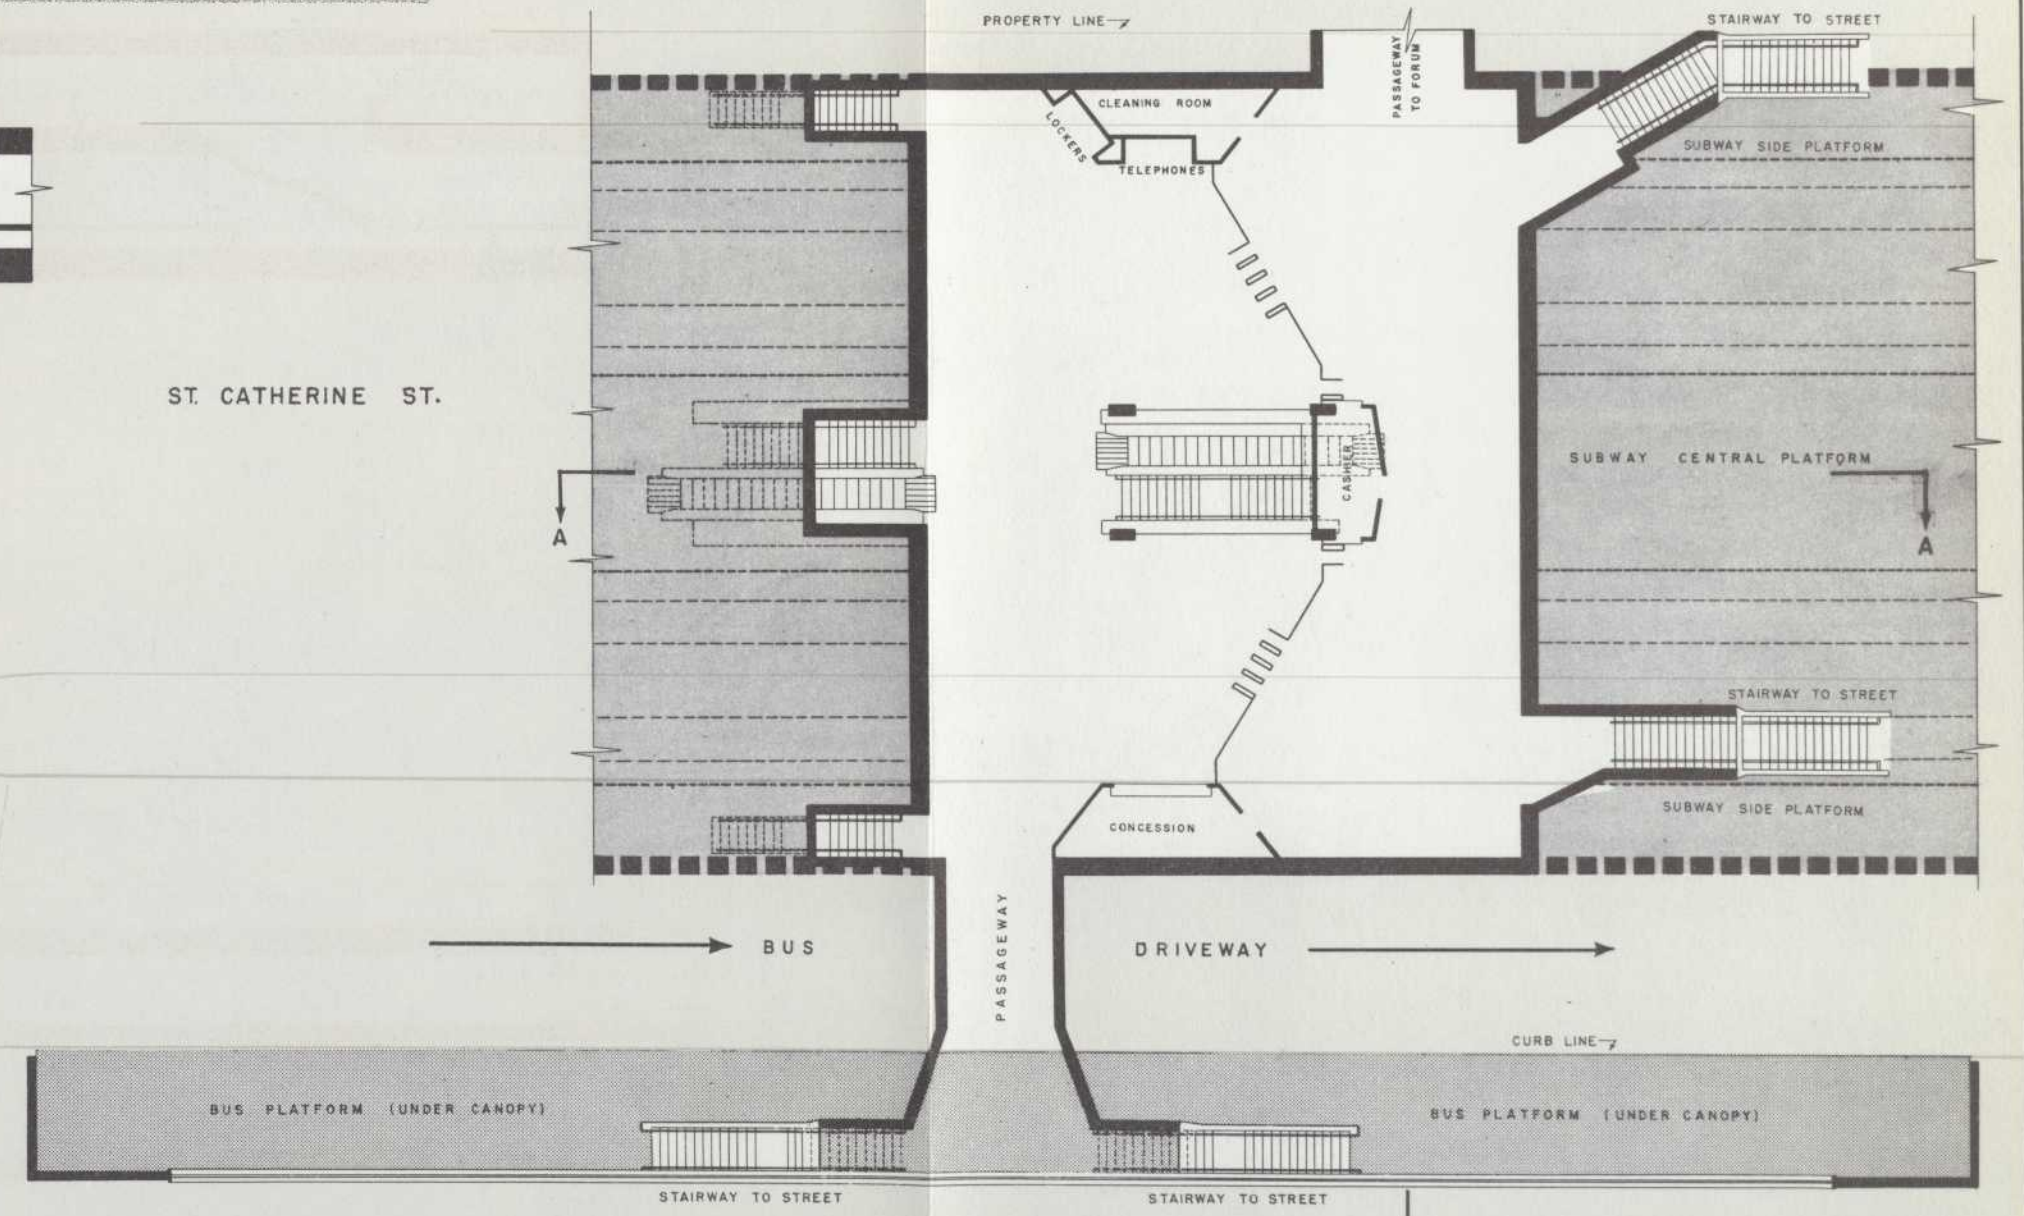 PROPERTY LINE
STAIRWAY TO STREET
PASSAGEWAY
TO FORUM
CLEANING ROOM
LOCKERS
TELEPHONES
SUBWAY SIDE PLATFORM
ST. CATHERINE ST.
CASHIER
SUBWAY CENTRAL PLATFORM
A
A
STAIRWAY TO STREET
SUBWAY SIDE PLATFORM
CONCESSION
PASSAGEWAY
BUS DRIVEWAY
CURB LINE
BUS PLATFORM (UNDER CANOPY)
BUS PLATFORM (UNDER CANOPY)
STAIRWAY TO STREET
STAIRWAY TO STREET